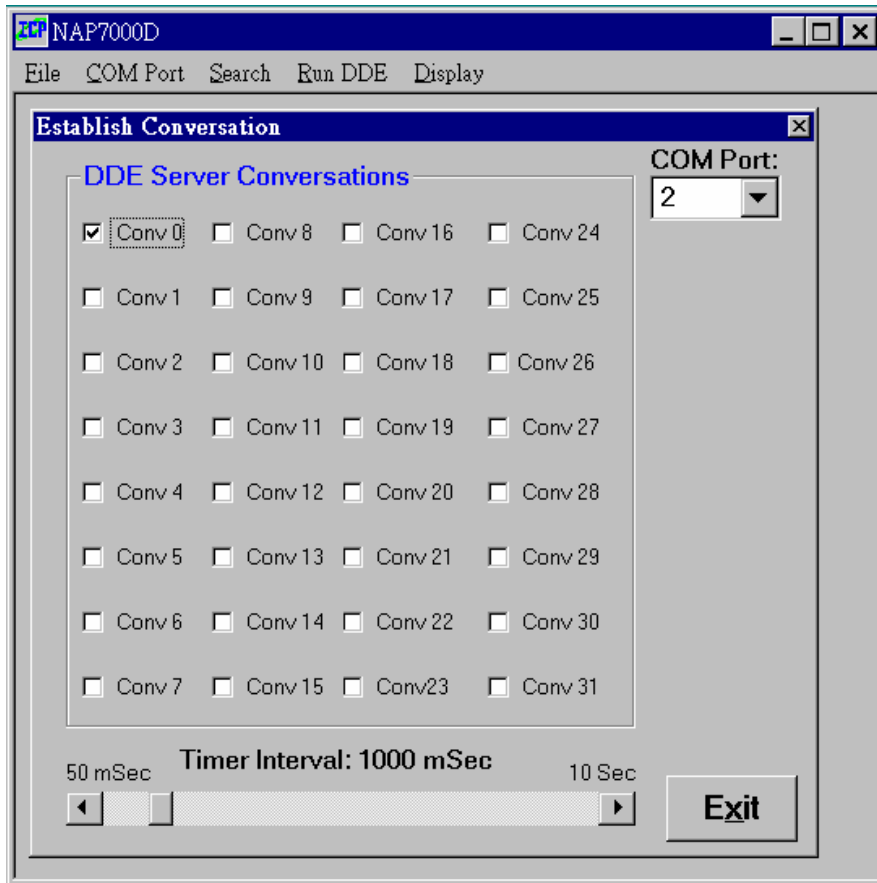 ICP NAP7000D
File COM Port Search Run DDE Display
Establish Conversation
COM Port:
2
DDE Server Conversations
Conv 0 Conv 8 Conv 16 Conv 24
Conv 1 Conv 9 Conv 17 Conv 25
Conv 2 Conv 10 Conv 18 Conv 26
Conv 3 Conv 11 Conv 19 Conv 27
Conv 4 Conv 12 Conv 20 Conv 28
Conv 5 Conv 13 Conv 21 Conv 29
Conv 6 Conv 14 Conv 22 Conv 30
Conv 7 Conv 15 Conv23 Conv 31
Timer Interval: 1000 mSec
50 mSec 10 Sec
Exit